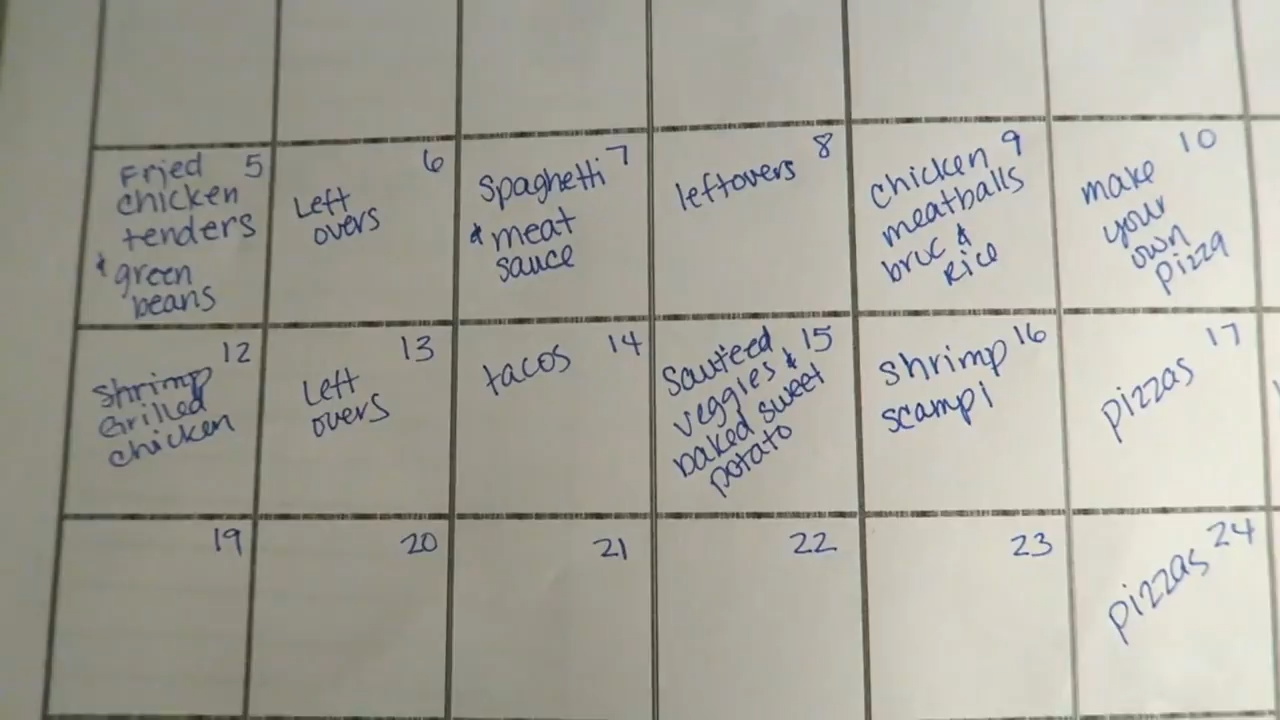 5
Fried
chicken
tenders
& green
beans
6
Left
overs
7
Spaghetti
& meat
sauce
8
leftovers
9
chicken
meatballs
broc &
Rice
10
make
your
own
pizza
12
Shrimp
Grilled
chicken
13
Left
overs
14
tacos
15
Sauteed
veggies &
baked sweet
potato
16
shrimp
scampi
17
pizzas
19
20
21
22
23
24
pizzas